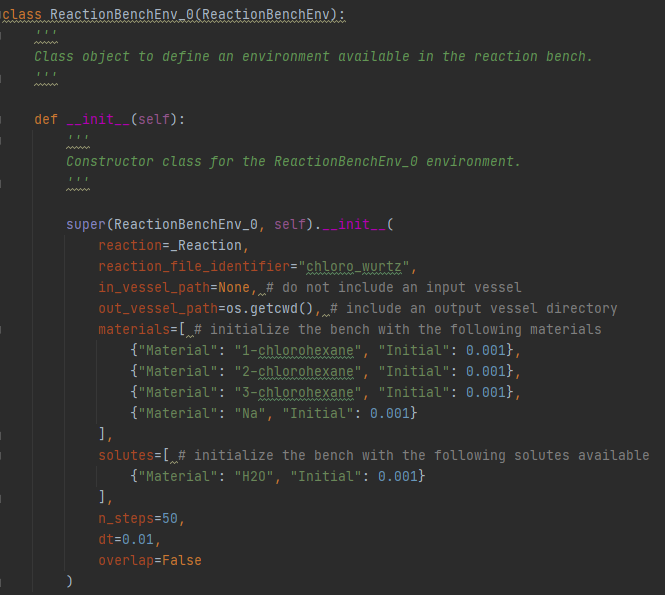 class ReactionBenchEnv_0(ReactionBenchEnv):
    '''
    Class object to define an environment available in the reaction bench.
    '''

    def __init__(self):
        '''
        Constructor class for the ReactionBenchEnv_0 environment.
        '''

        super(ReactionBenchEnv_0, self).__init__(
            reaction=_Reaction,
            reaction_file_identifier="chloro_wurtz",
            in_vessel_path=None, # do not include an input vessel
            out_vessel_path=os.getcwd(), # include an output vessel directory
            materials=[ # initialize the bench with the following materials
                {"Material": "1-chlorohexane", "Initial": 0.001},
                {"Material": "2-chlorohexane", "Initial": 0.001},
                {"Material": "3-chlorohexane", "Initial": 0.001},
                {"Material": "Na", "Initial": 0.001}
            ],
            solutes=[ # initialize the bench with the following solutes available
                {"Material": "H2O", "Initial": 0.001}
            ],
            n_steps=50,
            dt=0.01,
            overlap=False
        )